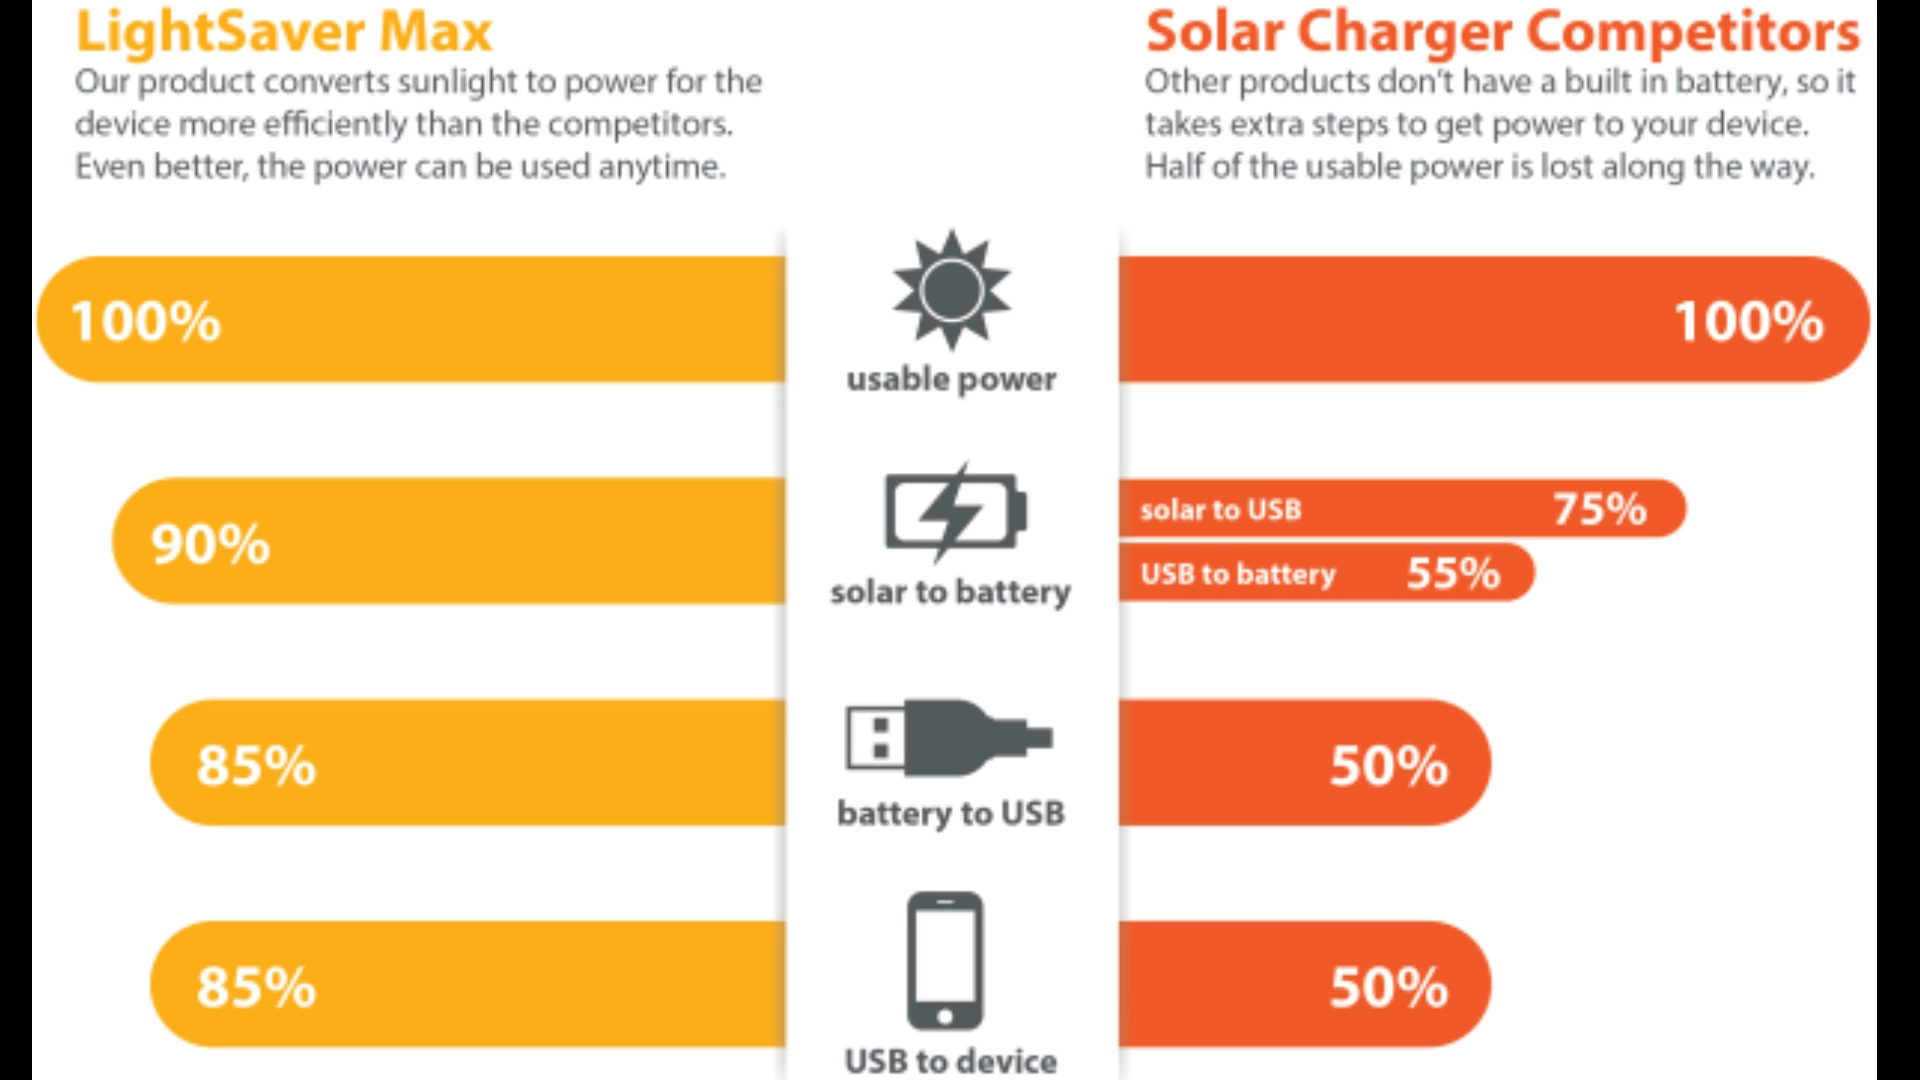 LightSaver Max
Our product converts sunlight to power for the
device more efficiently than the competitors.
Even better, the power can be used anytime.
Solar Charger Competitors
Other products don't have a built in battery, so it
takes extra steps to get power to your device.
Half of the usable power is lost along the way.
100%
usable power
100%
90%
solar to battery
solar to USB 75%
USB to battery 55%
85%
battery to USB
50%
85%
USB to device
50%